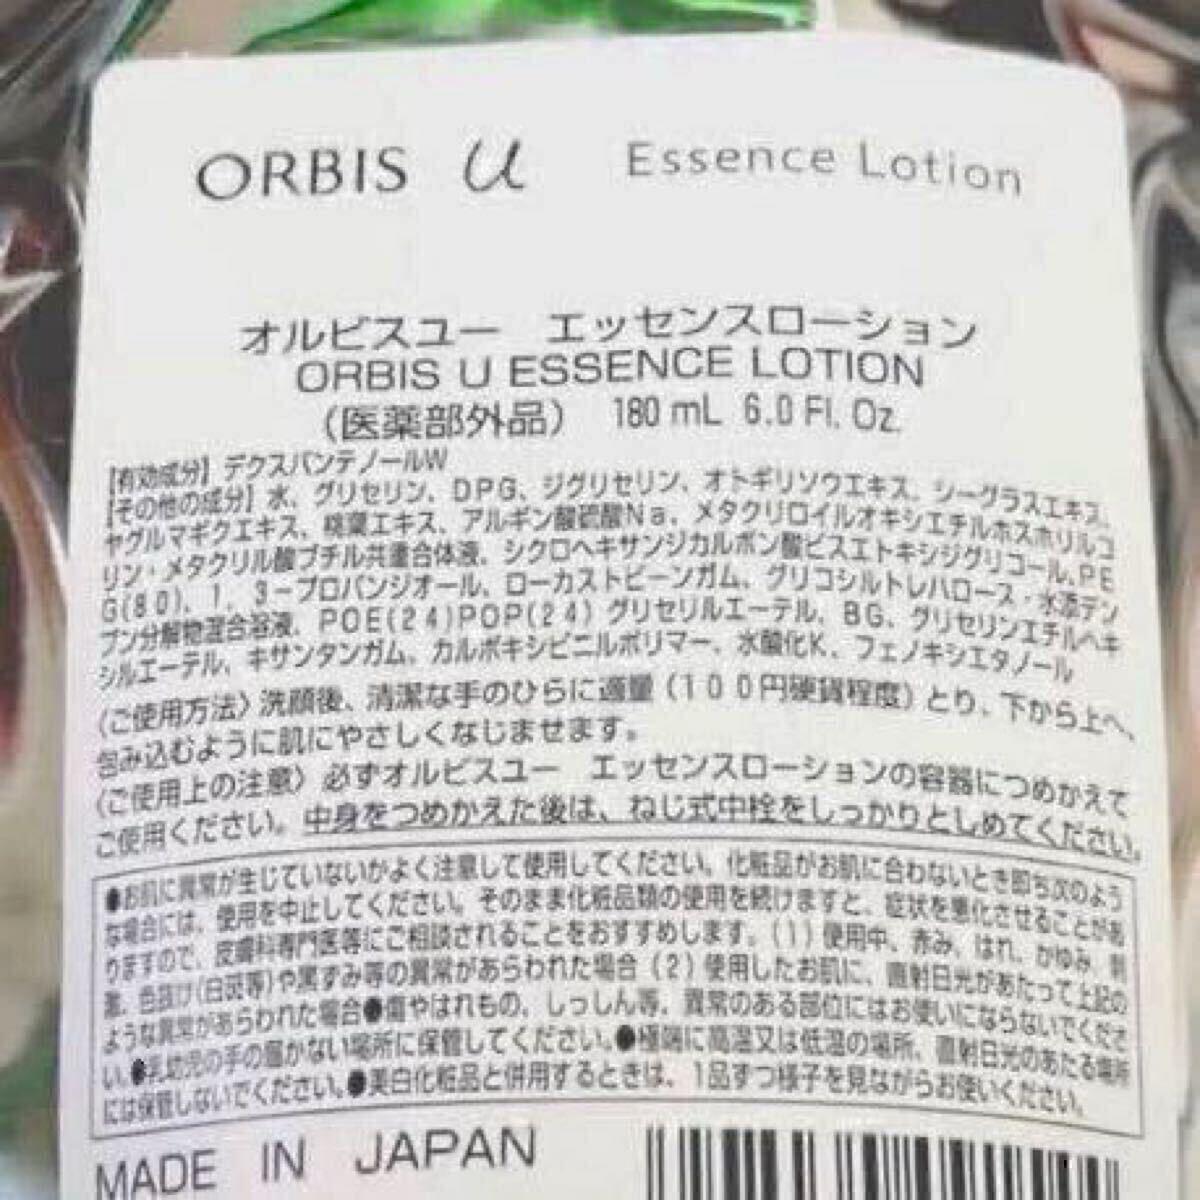 ORBIS u Essence Lotion
オルビスユー　エッセンスローション
ORBIS U ESSENCE LOTION
（医薬部外品） 180 mL 6.0 Fl. Oz.
【有効成分】デクスパンテノールW
【その他の成分】水、グリセリン、DPG、ジグリセリン、オトギリソウエキス、シーグラスエキス、
ヤグルマギクエキス、桃葉エキス、アルギン酸硫酸Na、メタクリロイルオキシエチルホスホリルコ
リン・メタクリル酸ブチル共重合体液、シクロヘキサンジカルボン酸ビスエトキシジグリコール、PE
G(80)、1，3－プロパンジオール、ローカストビーンガム、グリコシルトレハロース・水添デン
プン分解物混合溶液、POE(24)POP(24)グリセリルエーテル、BG、グリセリンエチルヘキ
シルエーテル、キサンタンガム、カルボキシビニルポリマー、水酸化K、フェノキシエタノール
〈ご使用方法〉洗顔後、清潔な手のひらに適量（１００円硬貨程度）とり、下から上へ、
包み込むように肌にやさしくなじませます。
〈ご使用上の注意〉必ずオルビスユー　エッセンスローションの容器につめかえて
ご使用ください。中身をつめかえた後は、ねじ式中栓をしっかりとしめてください。
●お肌に異常が生じていないかよく注意して使用してください。化粧品がお肌に合わないとき即ち次のよう
な場合には、使用を中止してください。そのまま化粧品類の使用を続けますと、症状を悪化させることがあ
りますので、皮膚科専門医等にご相談されることをおすすめします。(1)使用中、赤み、はれ、かゆみ、刺
激、色抜け(白斑等)や黒ずみ等の異常があらわれた場合(2)使用したお肌に、直射日光があたって上記の
ような異常があらわれた場合●傷やはれもの、しっしん等、異常のある部位にはお使いにならないでくださ
い。●乳幼児の手の届かない場所に保管してください。●極端に高温又は低温の場所、直射日光のあたる場所
には保管しないでください。●美白化粧品と併用するときは、1品ずつ様子を見ながらお使いください。
MADE IN JAPAN